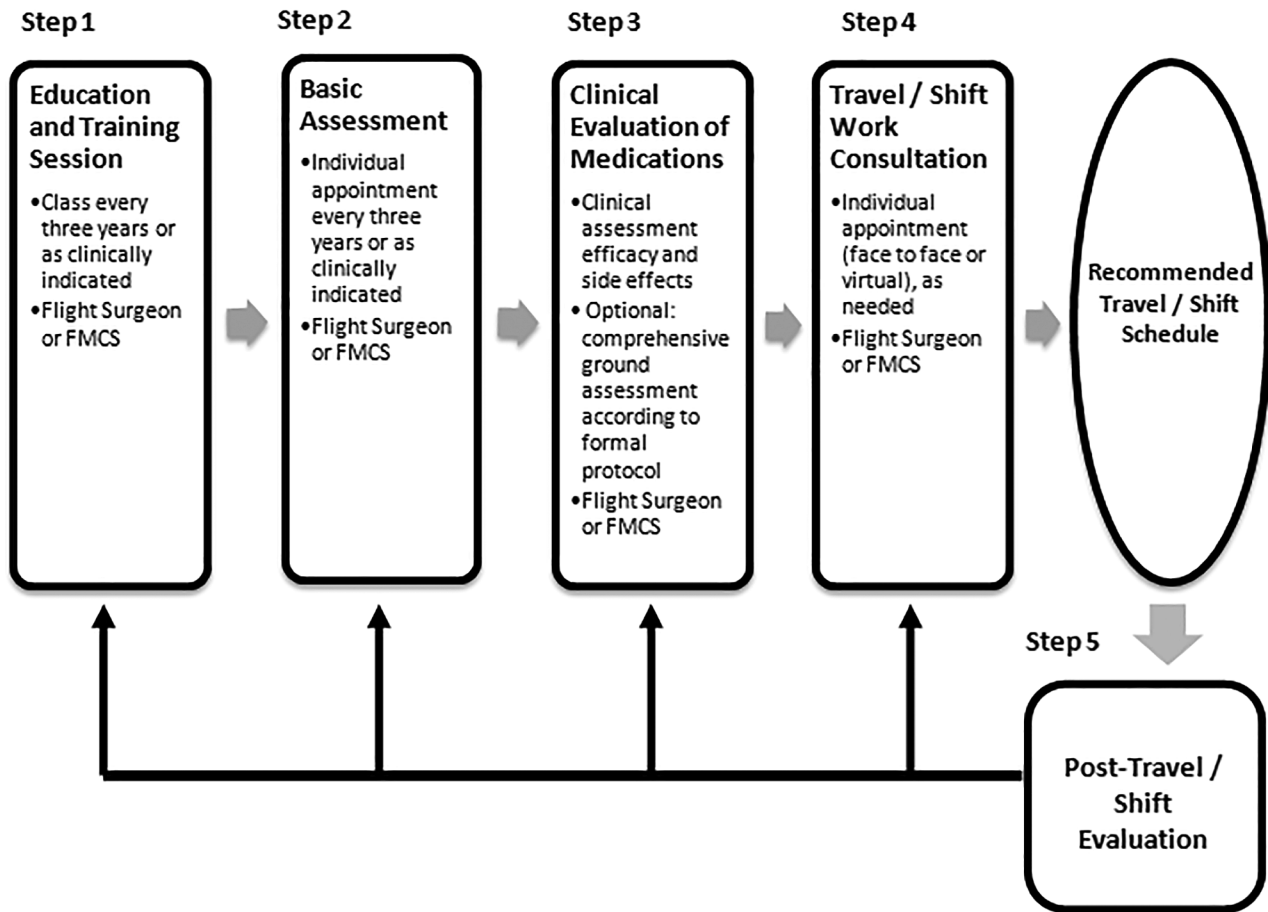 Step 1
Education
and Training
Session
•Class every
three years or
as clinically
indicated
•Flight Surgeon
or FMCS
Step 2
Basic
Assessment
•Individual
appointment
every three
years or as
clinically
indicated
•Flight Surgeon
or FMCS
Step 3
Clinical
Evaluation of
Medications
•Clinical
assessment
efficacy and
side effects
• Optional:
comprehensive
ground
assessment
according to
formal
protocol
•Flight Surgeon
or FMCS
Step 4
Travel / Shift
Work
Consultation
•Individual
appointment
(face to face or
virtual), as
needed
•Flight Surgeon
or FMCS
Recommended
Travel / Shift
Schedule
Step 5
Post-Travel /
Shift
Evaluation